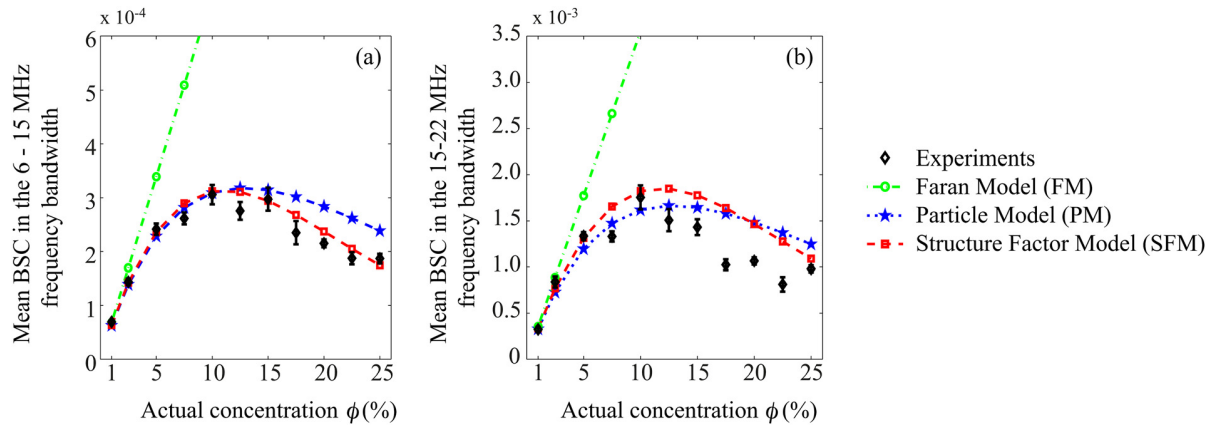 x 10⁻⁴
6
5
4
3
2
1
0
1
5
10
15
20
25
(a)
Mean BSC in the 6 - 15 MHz
frequency bandwidth
Actual concentration ϕ (%)
x 10⁻³
3.5
3.0
2.5
2.0
1.5
1.0
0.5
0
1
5
10
15
20
25
(b)
Mean BSC in the 15-22 MHz
frequency bandwidth
Actual concentration ϕ (%)
Experiments
Faran Model (FM)
Particle Model (PM)
Structure Factor Model (SFM)